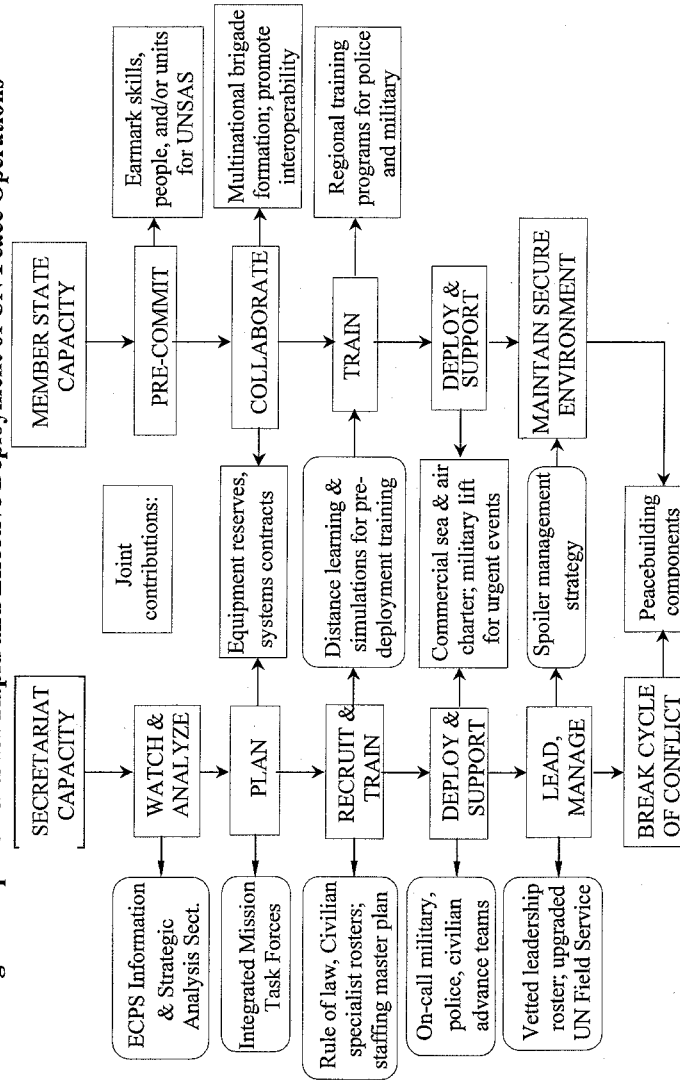 and Effective Deployment of UN Peace Operations
SECRETARIAT
CAPACITY
MEMBER STATE
CAPACITY
Joint
contributions:
ECPS Information
& Strategic
Analysis Sect.
WATCH &
ANALYZE
PRE-COMMIT
Earmark skills,
people, and/or units
for UNSAS
Integrated Mission
Task Forces
PLAN
Equipment reserves,
systems contracts
COLLABORATE
Multinational brigade
formation; promote
interoperability
Rule of law, Civilian
specialist rosters;
staffing master plan
RECRUIT &
TRAIN
Distance learning &
simulations for pre-
deployment training
TRAIN
Regional training
programs for police
and military
On-call military,
police, civilian
advance teams
DEPLOY &
SUPPORT
Commercial sea & air
charter; military lift
for urgent events
DEPLOY &
SUPPORT
Vetted leadership
roster; upgraded
UN Field Service
LEAD,
MANAGE
Spoiler management
strategy
MAINTAIN SECURE
ENVIRONMENT
BREAK CYCLE
OF CONFLICT
Peacebuilding
components